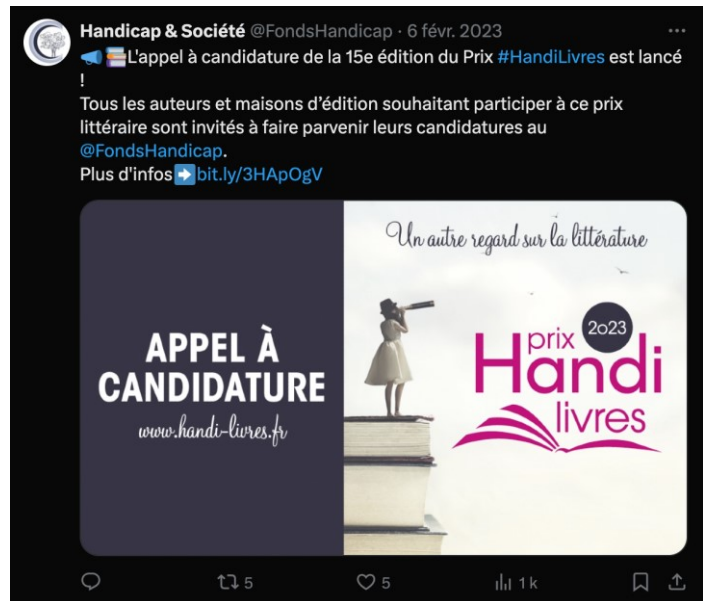 Handicap & Société @FondsHandicap · 6 févr. 2023
L'appel à candidature de la 15e édition du Prix #HandiLivres est lancé
!
Tous les auteurs et maisons d’édition souhaitant participer à ce prix
littéraire sont invités à faire parvenir leurs candidatures au
@FondsHandicap.
Plus d'infos➡bit.ly/3HApOgV
APPEL À
CANDIDATURE
www.handi-livres.fr
Un autre regard sur la littérature
prix 2023
Handi
livres
5
5
1 k